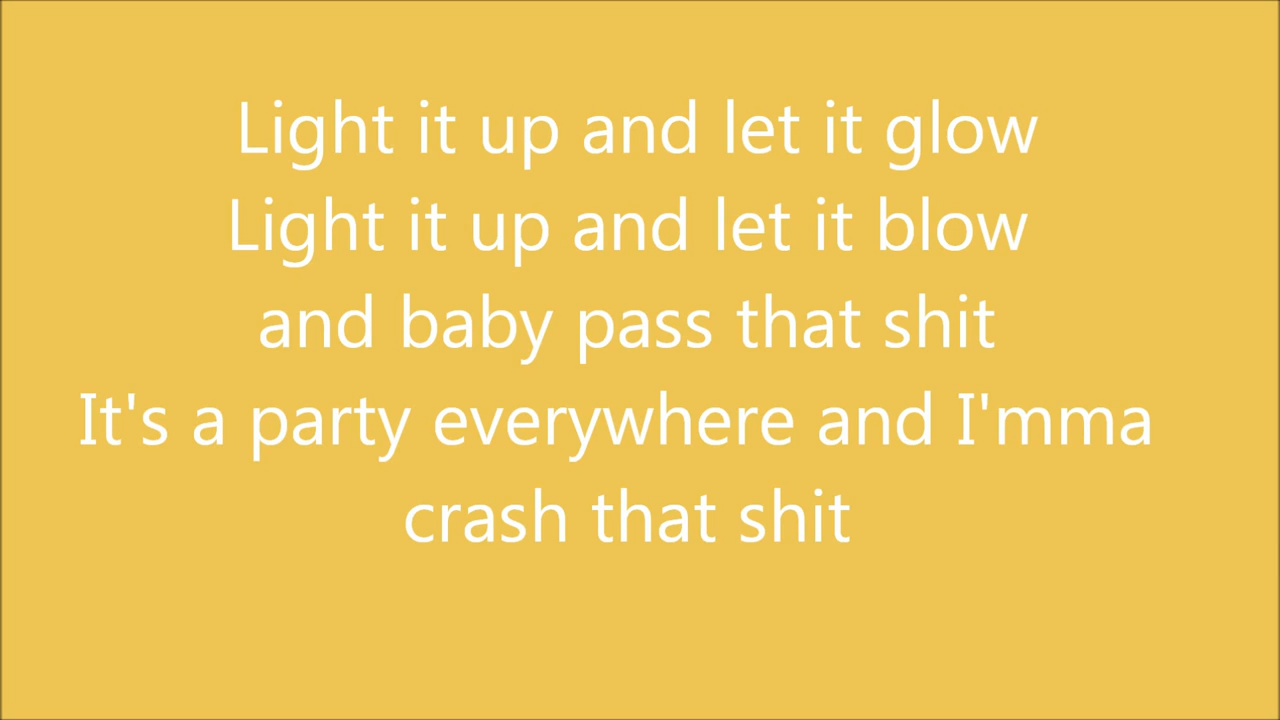 Light it up and let it glow
Light it up and let it blow
and baby pass that shit
It's a party everywhere and I'mma
crash that shit